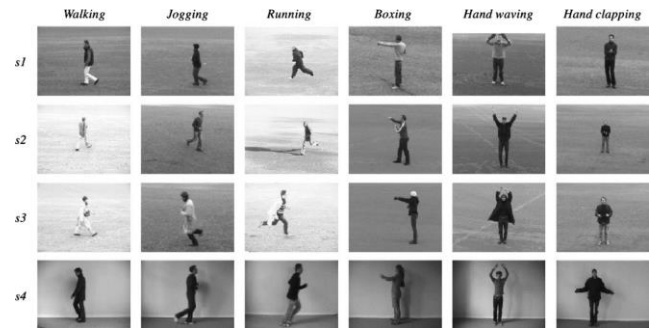 Walking Jogging Running Boxing Hand waving Hand clapping
s1
s2
s3
s4